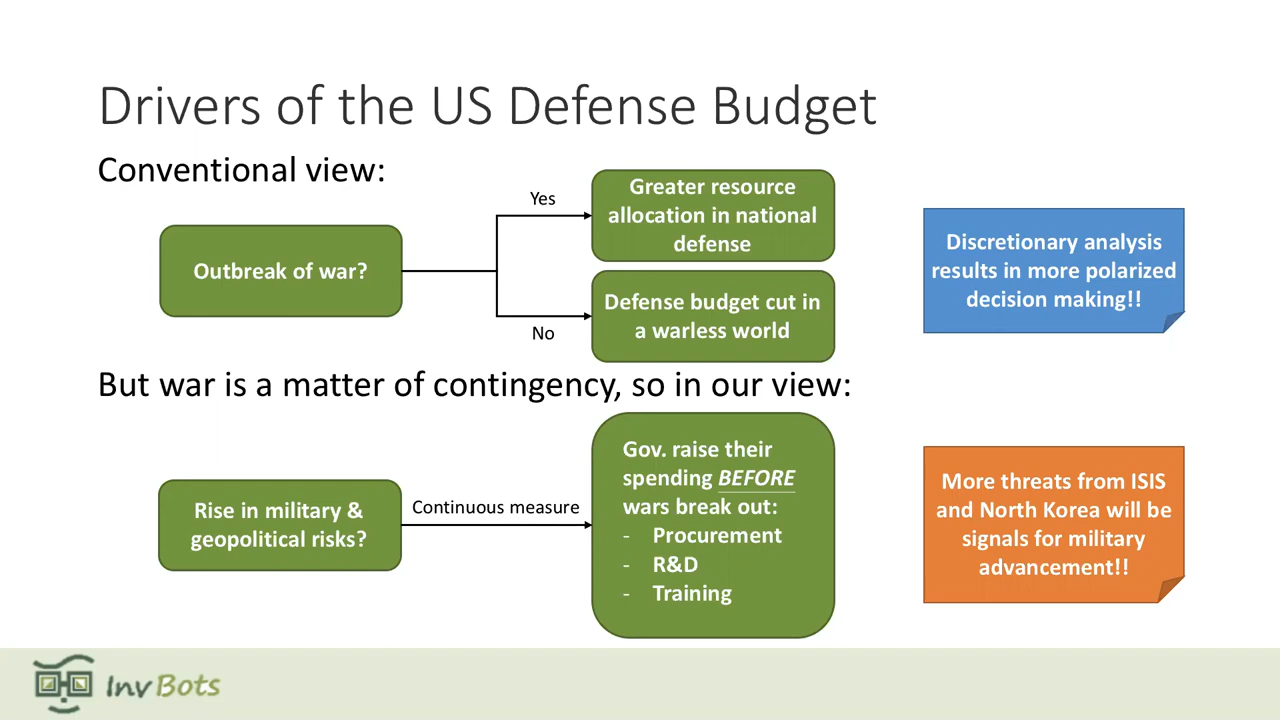 Drivers of the US Defense Budget
Conventional view:
Outbreak of war?
Yes
No
Greater resource
allocation in national
defense
Defense budget cut in
a warless world
Discretionary analysis
results in more polarized
decision making!!
But war is a matter of contingency, so in our view:
Rise in military &
geopolitical risks?
Continuous measure
Gov. raise their
spending BEFORE
wars break out:
- Procurement
- R&D
- Training
More threats from ISIS
and North Korea will be
signals for military
advancement!!
InvBots